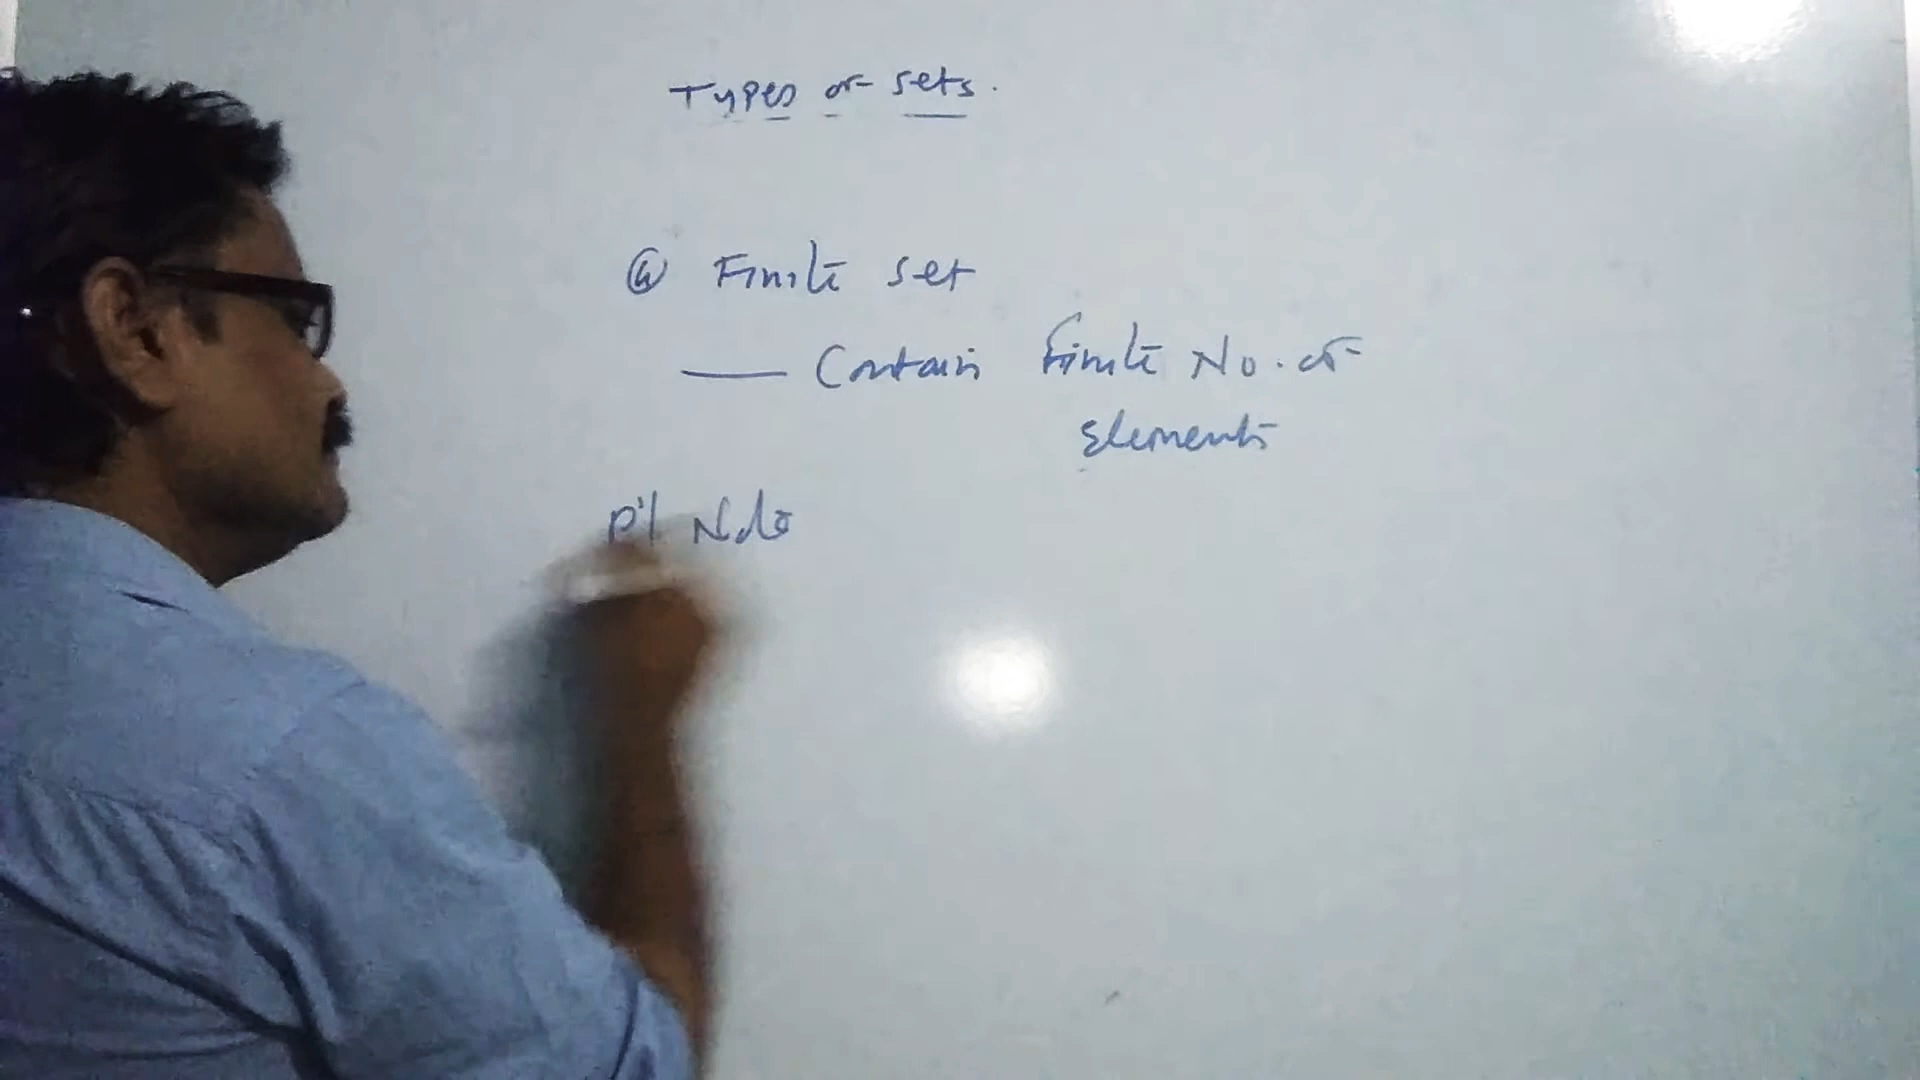 Types of sets.
(a) Finite set
— Contain finite No. of
elements